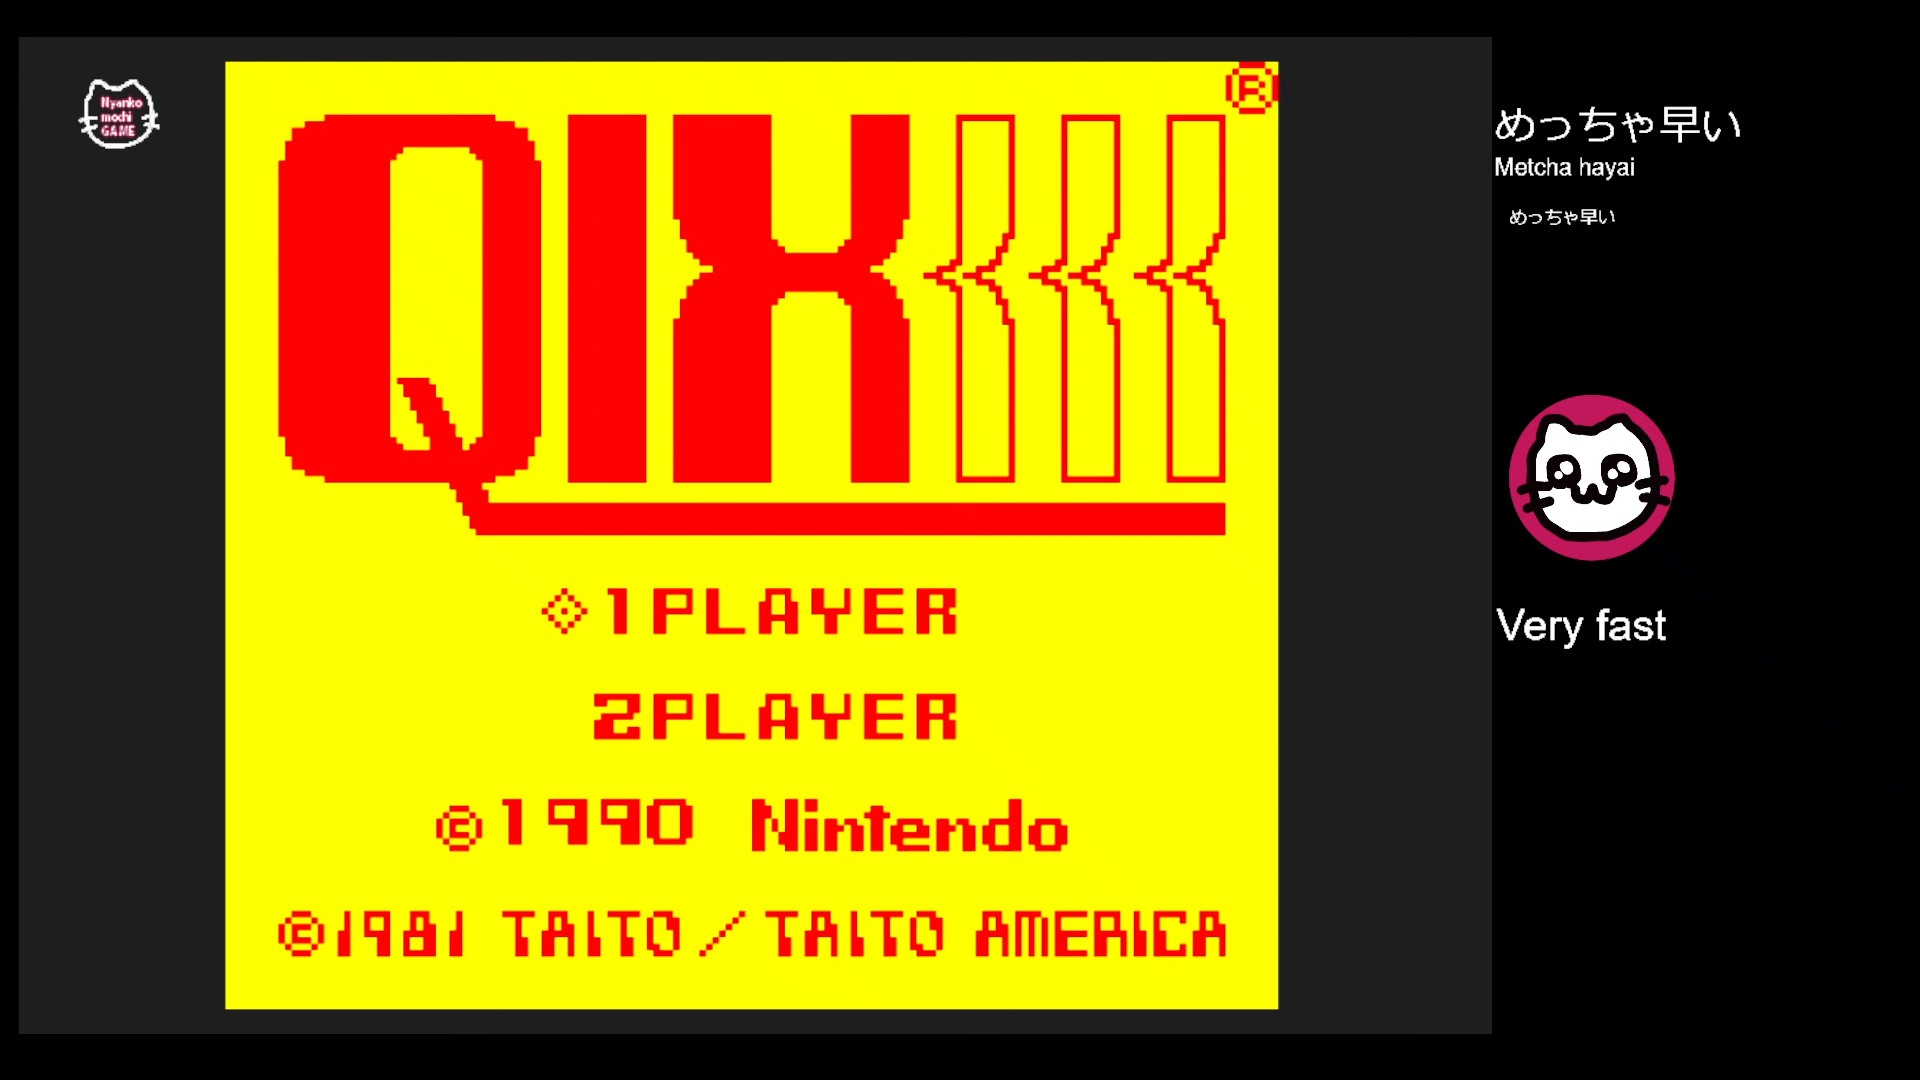 Nyanko
mochi
GAME
QIX
®
1PLAYER
2PLAYER
©1990 Nintendo
©1981 TAITO/TAITO AMERICA
めっちゃ早い
Metcha hayai
めっちゃ早い
Very fast